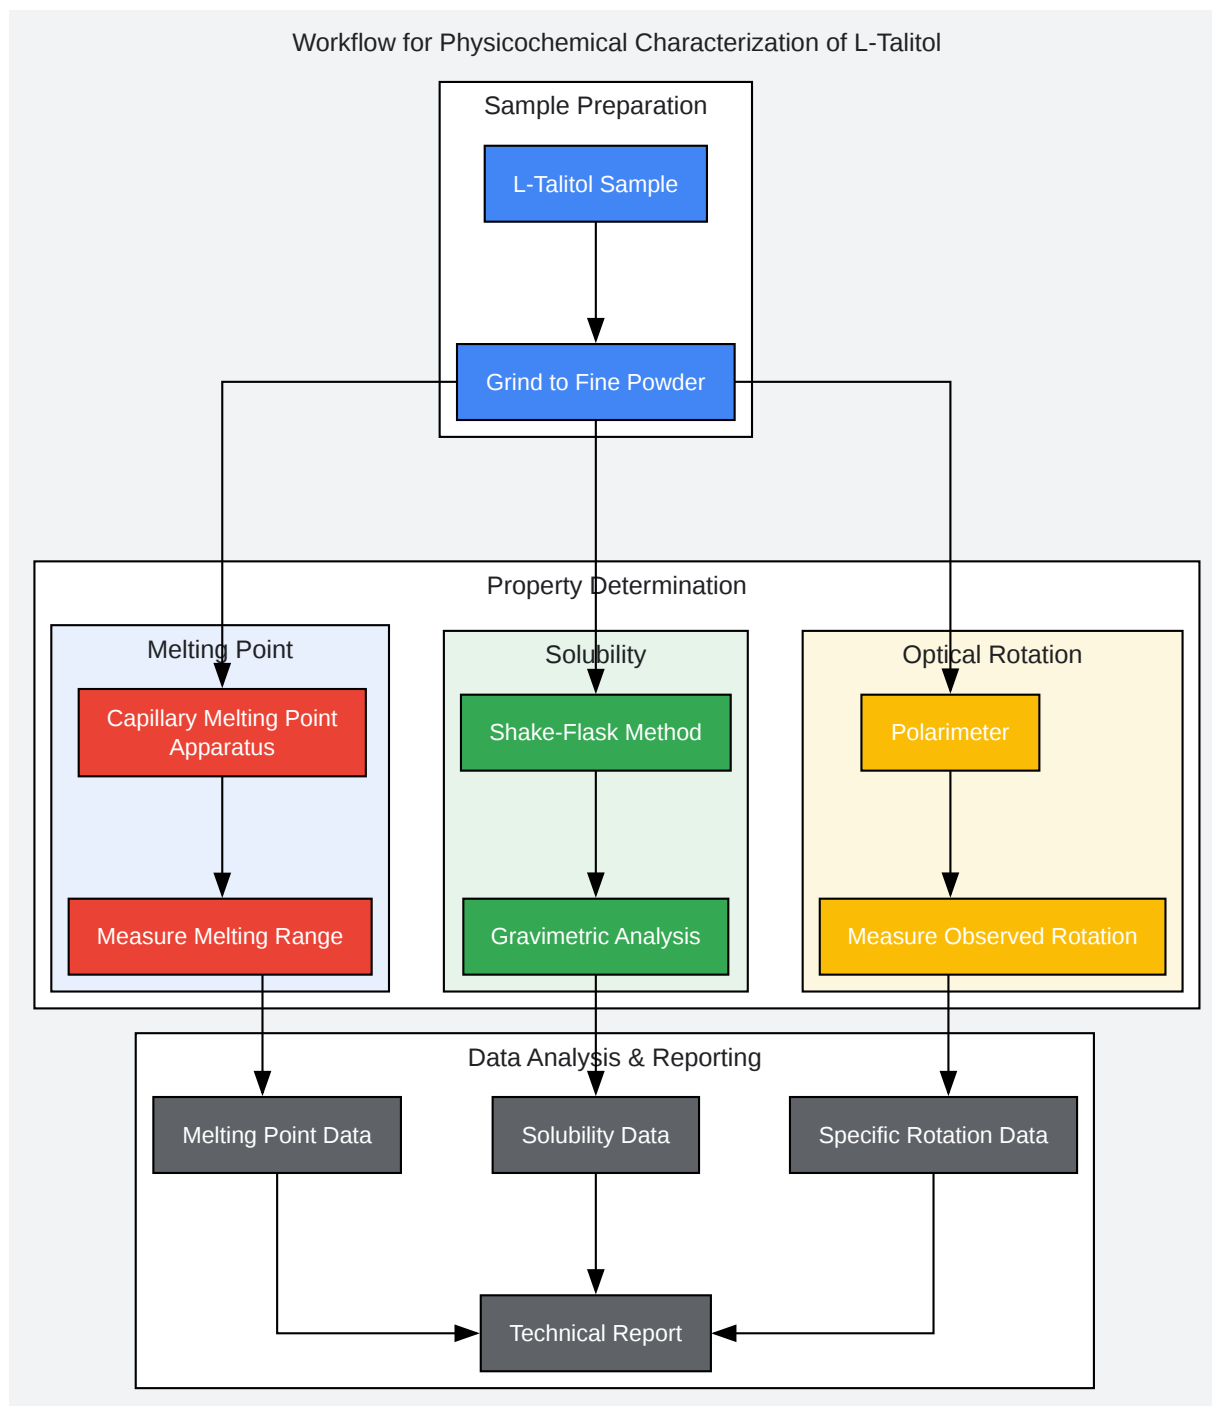 Workflow for Physicochemical Characterization of L-Talitol
Sample Preparation
L-Talitol Sample
Grind to Fine Powder
Property Determination
Melting Point
Solubility
Optical Rotation
Capillary Melting Point
Apparatus
Shake-Flask Method
Polarimeter
Measure Melting Range
Gravimetric Analysis
Measure Observed Rotation
Data Analysis & Reporting
Melting Point Data
Solubility Data
Specific Rotation Data
Technical Report